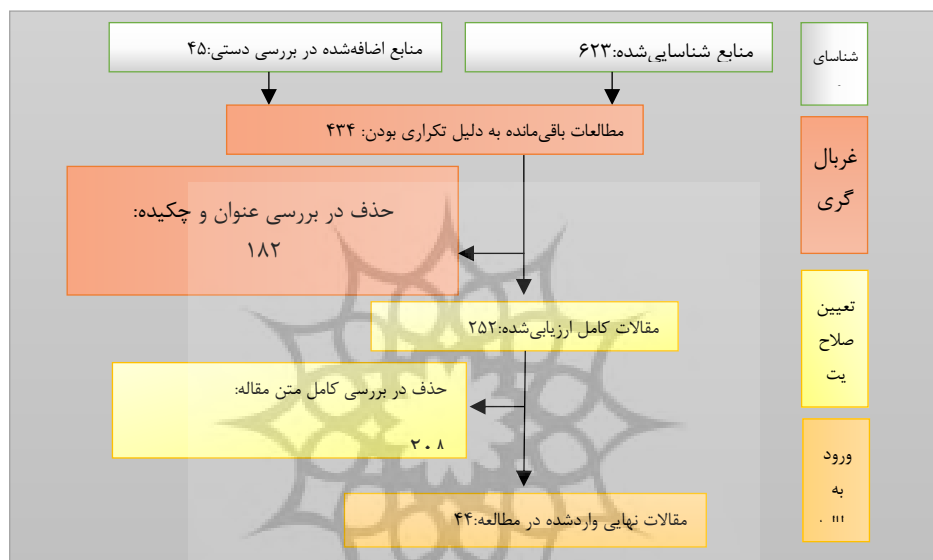 منابع شناسایی‌شده:۶۲۳
منابع اضافه‌شده در بررسی دستی:۴۵
شناسای
مطالعات باقی‌مانده به دلیل تکراری بودن: ۴۳۴
غربال
گری
حذف در بررسی عنوان و چکیده:
۱۸۲
مقالات کامل ارزیابی‌شده:۲۵۲
تعیین
صلاح
یت
حذف در بررسی کامل متن مقاله:
۲۰۸
مقالات نهایی واردشده در مطالعه:۴۴
ورود
به